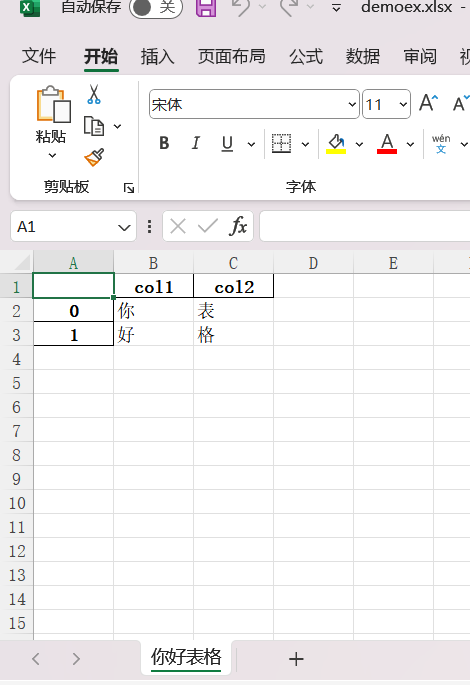 自动保存 关 demoex.xlsx -
文件 开始 插入 页面布局 公式 数据 审阅
粘贴
宋体 11 A A
B I U A wén 文
剪贴板 字体
A1 fx
A B C D E
1 col1 col2
2 0 你 表
3 1 好 格
4
5
6
7
8
9
10
11
12
13
14
15
你好表格 +